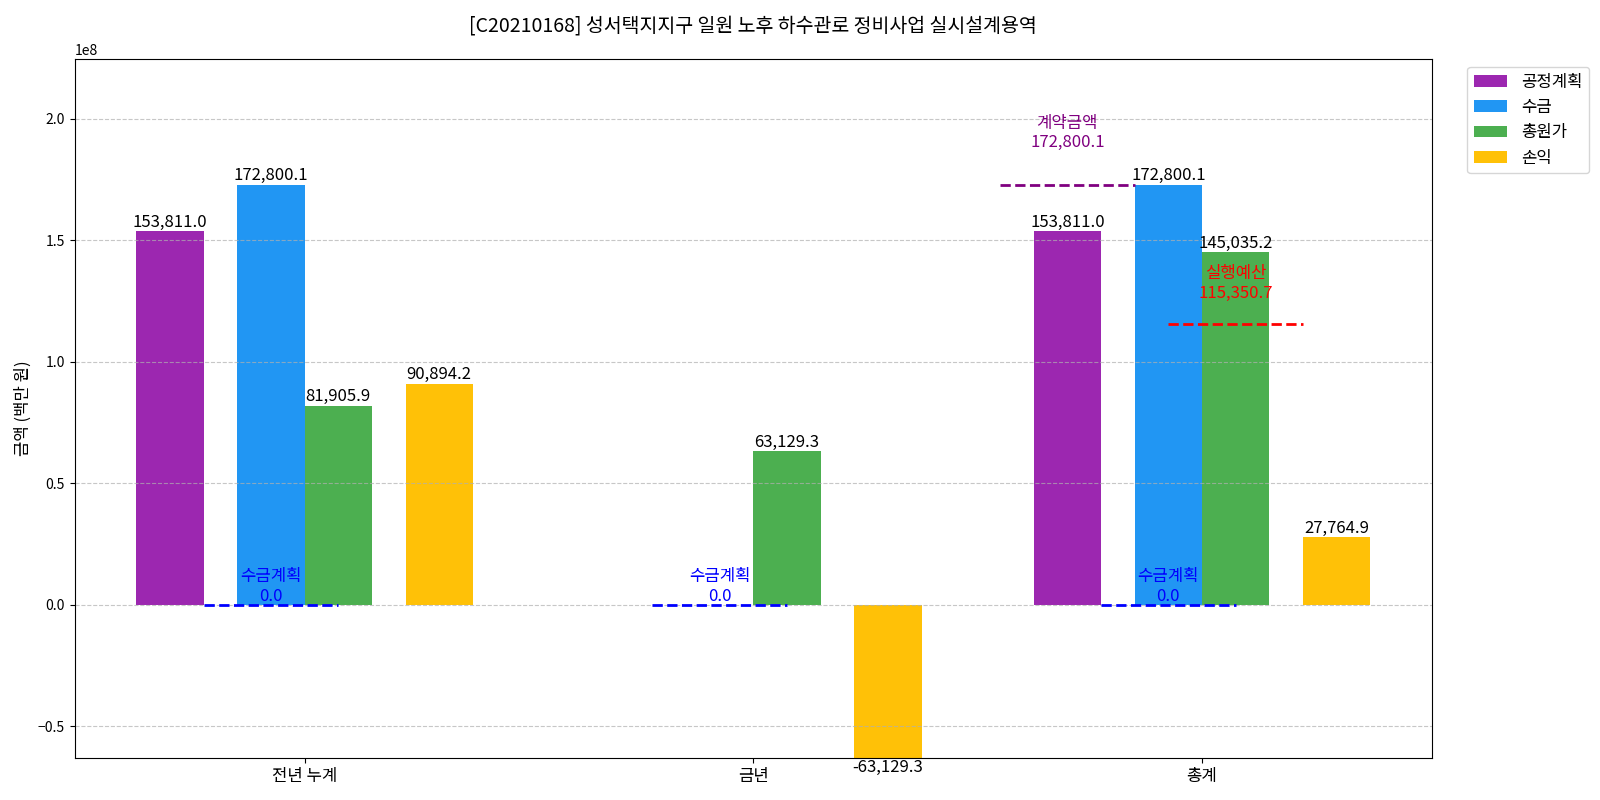 [C20210168] 성서택지지구 일원 노후 하수관로 정비사업 실시설계용역
1e8
공정계획
수금
총원가
손익
2.0
1.5
1.0
0.5
0.0
−0.5
금액 (백만 원)
153,811.0
172,800.1
81,905.9
90,894.2
수금계획
0.0
63,129.3
수금계획
0.0
-63,129.3
계약금액
172,800.1
153,811.0
172,800.1
145,035.2
실행예산
115,350.7
27,764.9
수금계획
0.0
전년 누계
금년
총계